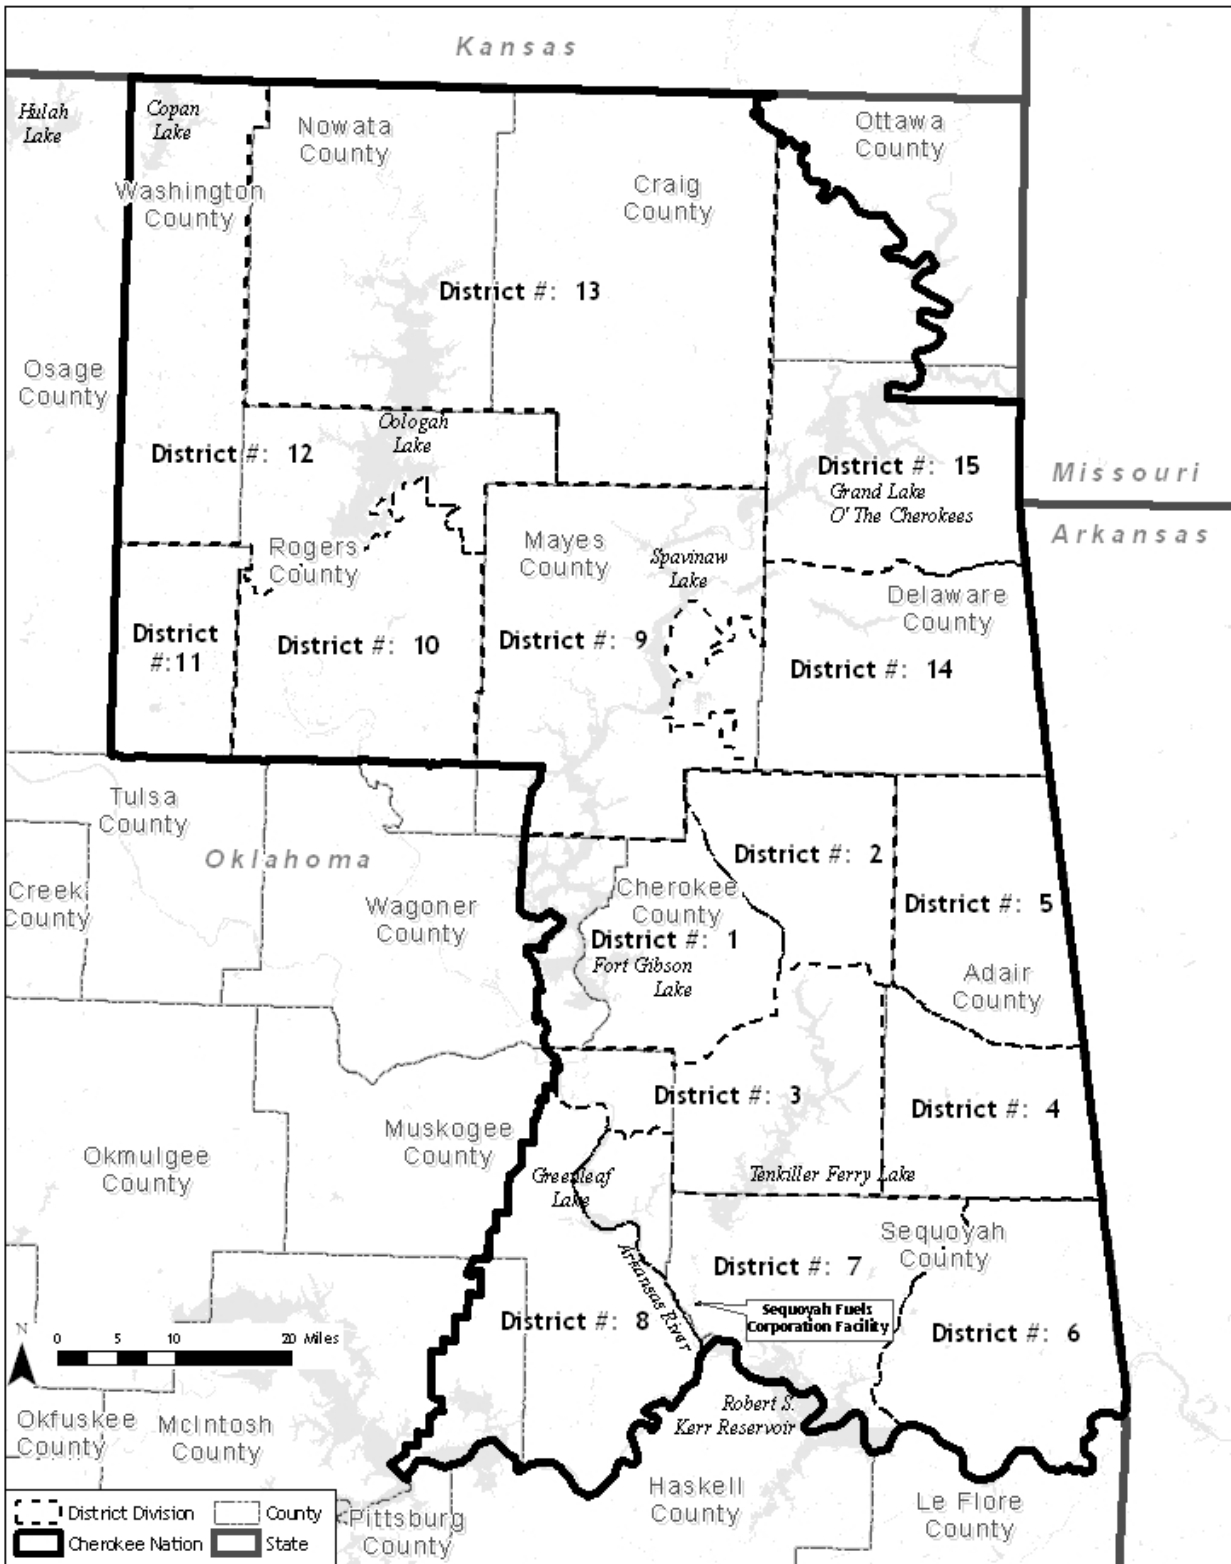 Kansas
Hulah
Lake
Copan
Lake
Nowata
County
Ottawa
County
Washington
County
Craig
County
District #: 13
Osage
County
Oologah
Lake
District #: 12
District #: 15
Grand Lake
O' The Cherokees
Missouri
Arkansas
Rogers
County
Mayes
County
Spavinaw
Lake
Delaware
County
District
#:11
District #: 10
District #: 9
District #: 14
Tulsa
County
Oklahoma
District #: 2
Creek
County
Wagoner
County
Cherokee
County
District #: 5
District #: 1
Fort Gibson
Lake
Adair
County
District #: 3
District #: 4
Muskogee
County
Okmulgee
County
Greenleaf
Lake
Tenkiller Ferry Lake
Sequoyah
County
Arkansas River
District #: 7
Sequoyah Fuels
Corporation Facility
District #: 8
District #: 6
N
0 5 10 20 Miles
Robert S.
Kerr Reservoir
Okfuskee
County
McIntosh
County
Haskell
County
Le Flore
County
Pittsburg
County
District Division
County
Cherokee Nation
State